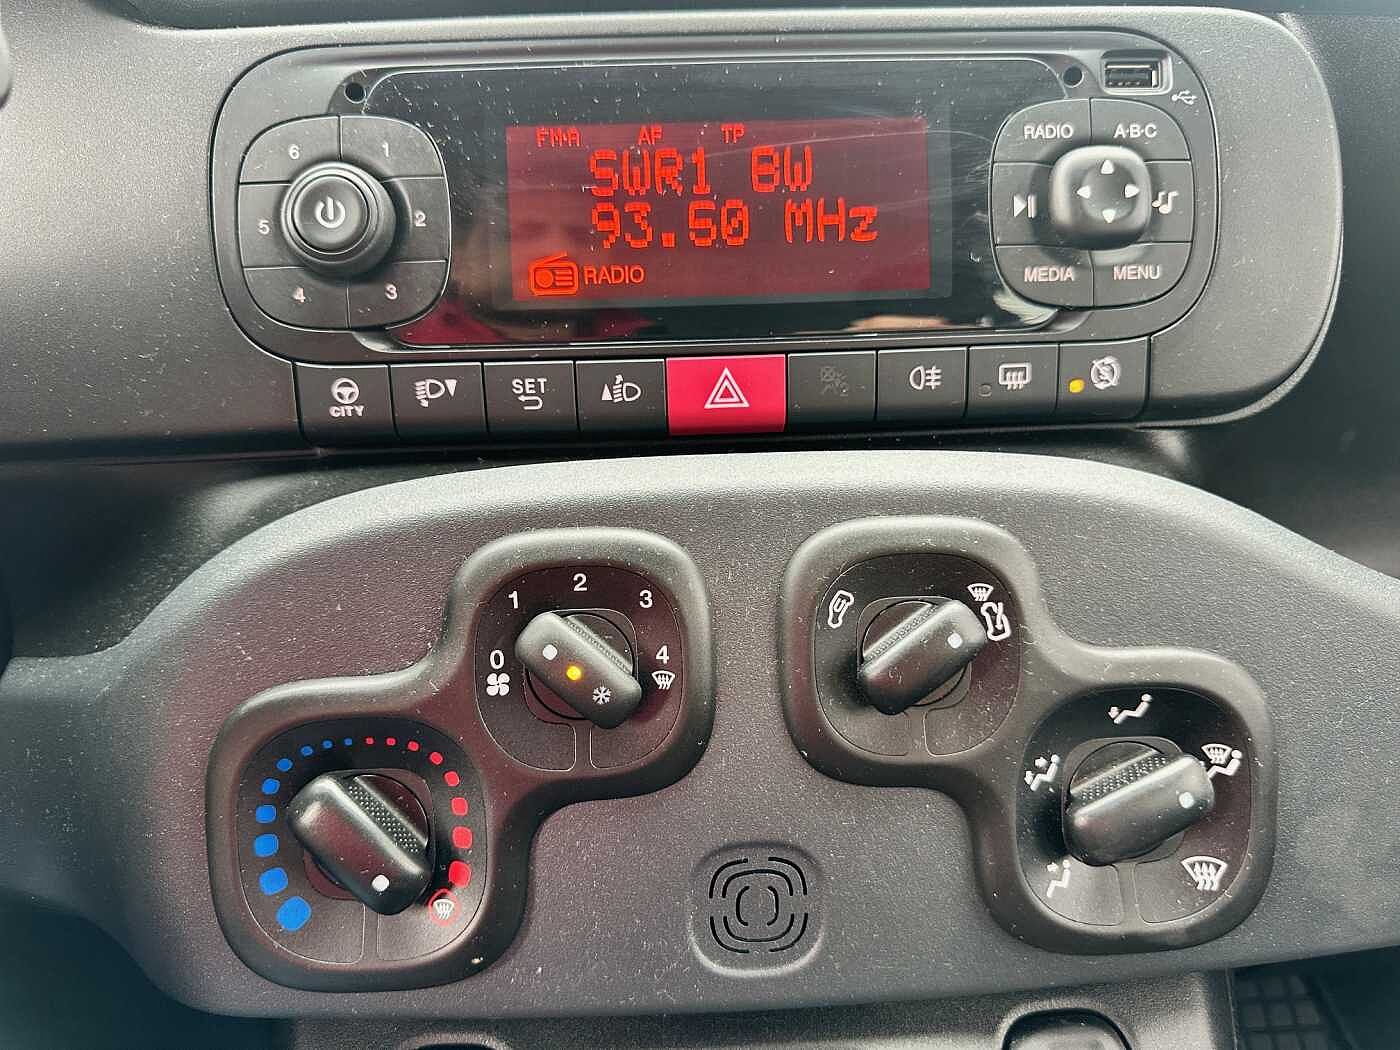 FM-A AF TP
SWR1 BW
93.50 MHz
RADIO
6 1
5 2
4 3
RADIO A·B·C
MEDIA MENU
CITY
SET
0 1 2 3 4